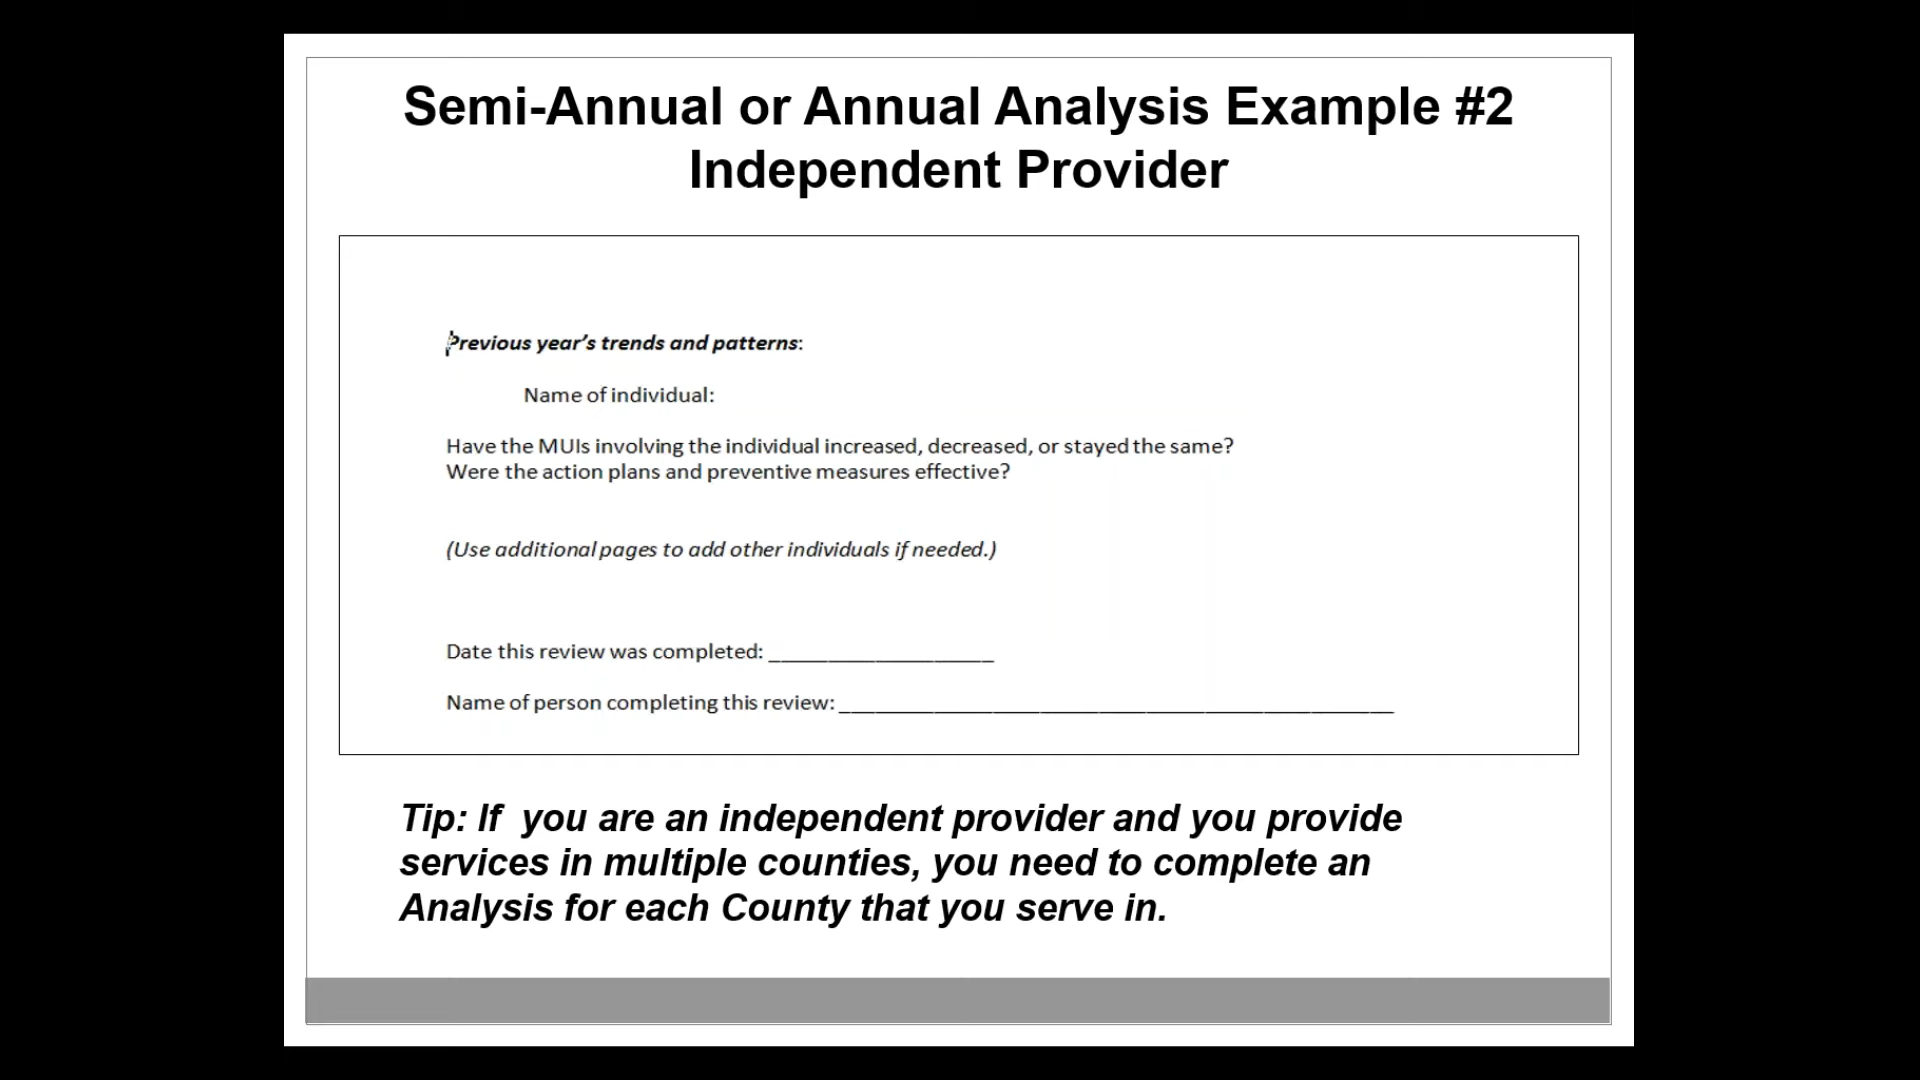 Semi-Annual or Annual Analysis Example #2
Independent Provider
Previous year's trends and patterns:
Name of individual:
Have the MUIs involving the individual increased, decreased, or stayed the same?
Were the action plans and preventive measures effective?
(Use additional pages to add other individuals if needed.)
Date this review was completed: ___________________
Name of person completing this review: _______________________________________________
Tip: If  you are an independent provider and you provide
services in multiple counties, you need to complete an
Analysis for each County that you serve in.